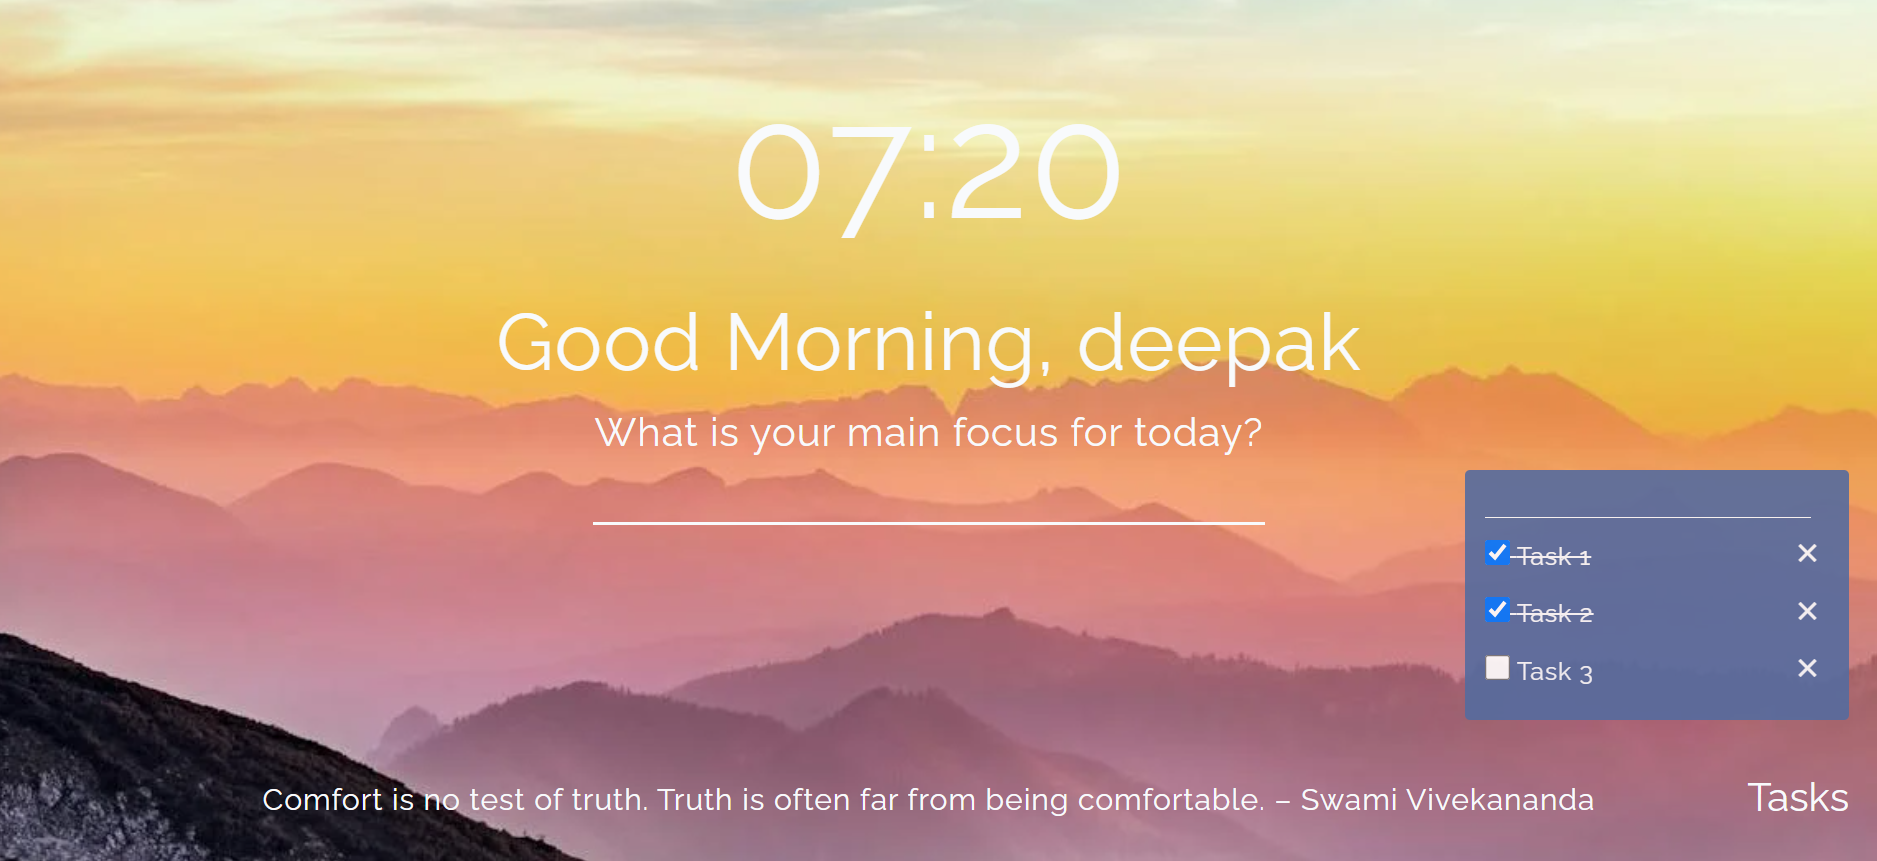 07:20
Good Morning, deepak
What is your main focus for today?
Task 1
Task 2
Task 3
Comfort is no test of truth. Truth is often far from being comfortable. – Swami Vivekananda
Tasks